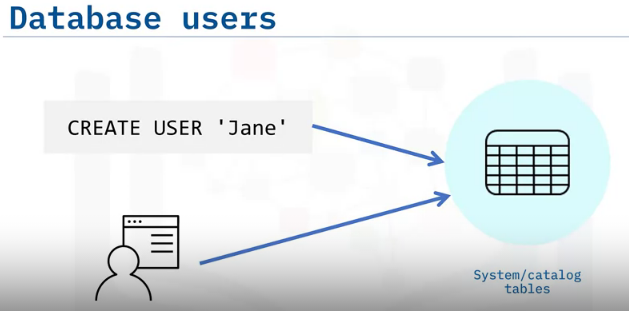 Database users
CREATE USER 'Jane'
System/catalog
tables